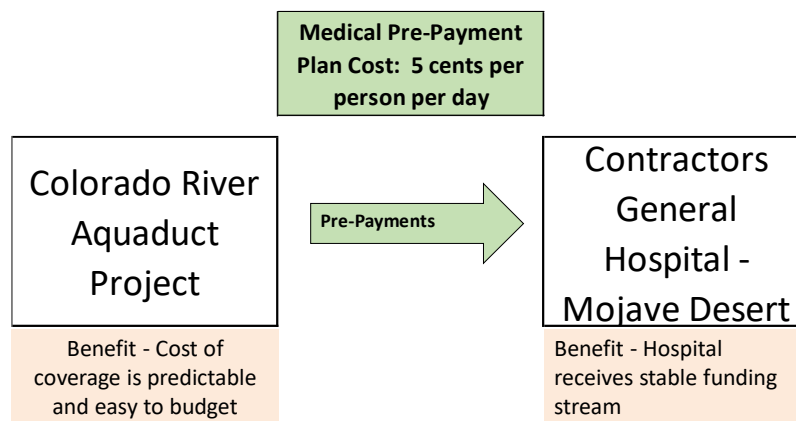 Medical Pre-Payment
Plan Cost:  5 cents per
person per day
Colorado River
Aquaduct
Project
Pre-Payments
Contractors
General
Hospital -
Mojave Desert
Benefit - Cost of
coverage is predictable
and easy to budget
Benefit - Hospital
receives stable funding
stream